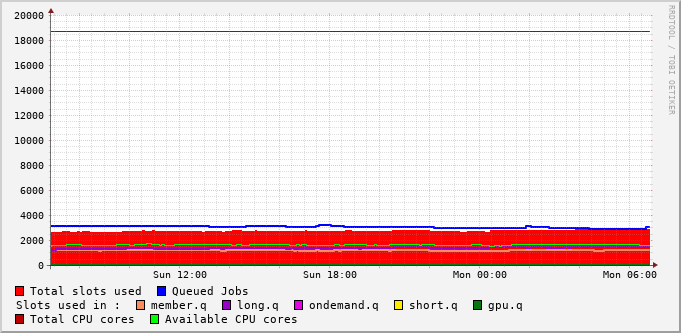 20000
18000
16000
14000
12000
10000
8000
6000
4000
2000
0
Sun 12:00 Sun 18:00 Mon 00:00 Mon 06:00
Total slots used Queued Jobs
Slots used in : member.q long.q ondemand.q short.q gpu.q
Total CPU cores Available CPU cores
RRDTOOL / TOBI OETIKER